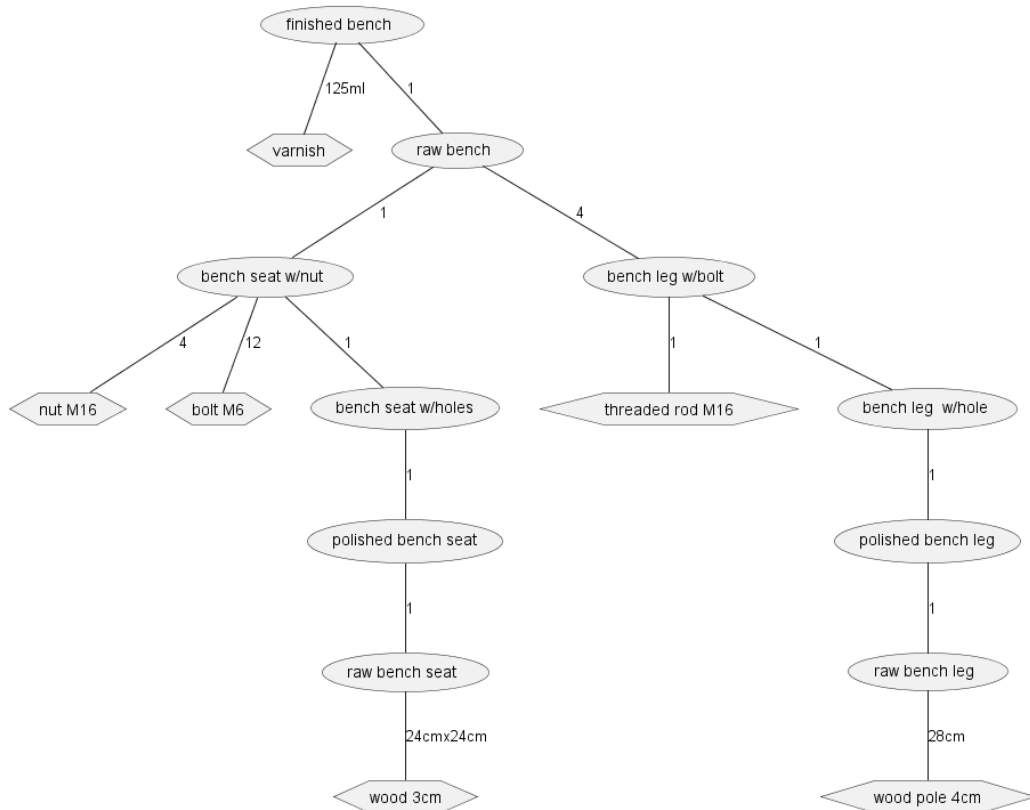 finished bench
125ml
1
varnish
raw bench
1
4
bench seat w/nut
bench leg w/bolt
4
12
1
1
1
nut M16
bolt M6
bench seat w/holes
threaded rod M16
bench leg  w/hole
1
1
polished bench seat
polished bench leg
1
1
raw bench seat
raw bench leg
24cmx24cm
28cm
wood 3cm
wood pole 4cm